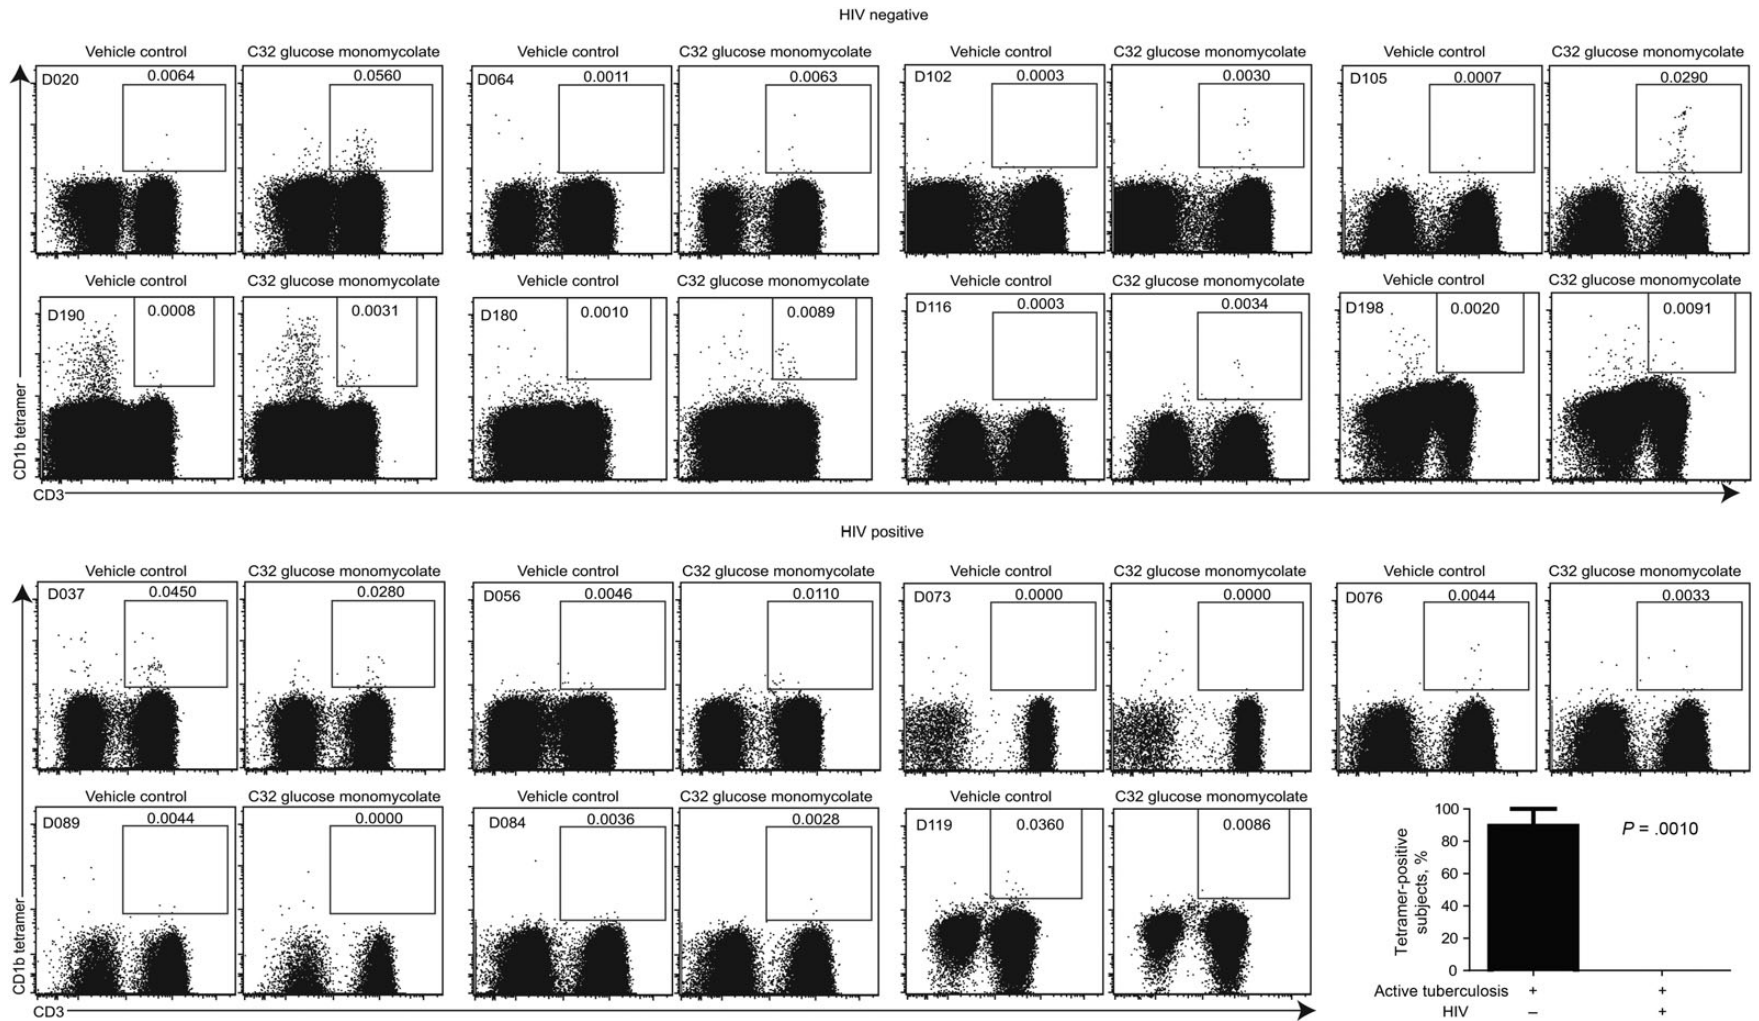 HIV negative
Vehicle control C32 glucose monomycolate Vehicle control C32 glucose monomycolate Vehicle control C32 glucose monomycolate Vehicle control C32 glucose monomycolate
D020 0.0064 0.0560 D064 0.0011 0.0063 D102 0.0003 0.0030 D105 0.0007 0.0290
Vehicle control C32 glucose monomycolate Vehicle control C32 glucose monomycolate Vehicle control C32 glucose monomycolate Vehicle control C32 glucose monomycolate
D190 0.0008 0.0031 D180 0.0010 0.0089 D116 0.0003 0.0034 D198 0.0020 0.0091
CD1b tetramer
CD3
HIV positive
Vehicle control C32 glucose monomycolate Vehicle control C32 glucose monomycolate Vehicle control C32 glucose monomycolate Vehicle control C32 glucose monomycolate
D037 0.0450 0.0280 D056 0.0046 0.0110 D073 0.0000 0.0000 D076 0.0044 0.0033
Vehicle control C32 glucose monomycolate Vehicle control C32 glucose monomycolate Vehicle control C32 glucose monomycolate
D089 0.0044 0.0000 D084 0.0036 0.0028 D119 0.0360 0.0086
CD1b tetramer
CD3
Tetramer-positive
subjects, %
100
80
60
40
20
0
P = .0010
Active tuberculosis + +
HIV – +